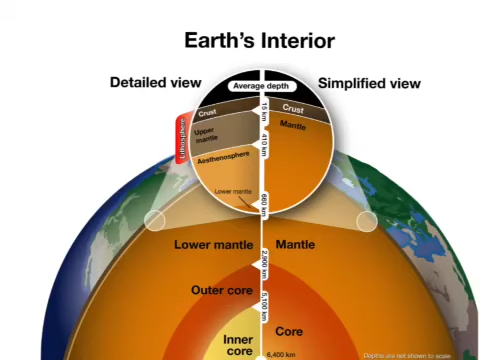 Earth's Interior
Detailed view
Simplified view
Average depth
Lithosphere
Crust
Crust
15 km
Upper
mantle
Mantle
410 km
Aesthenosphere
Lower mantle
660 km
Lower mantle
Mantle
2,900 km
Outer core
5,100 km
Inner
core
Core
6,400 km
Depths are not shown to scale